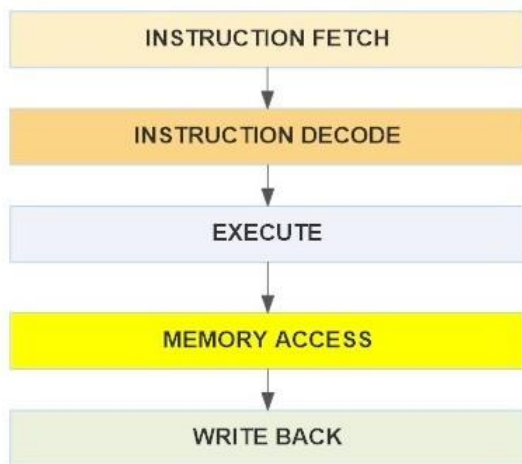 INSTRUCTION FETCH
INSTRUCTION DECODE
EXECUTE
MEMORY ACCESS
WRITE BACK